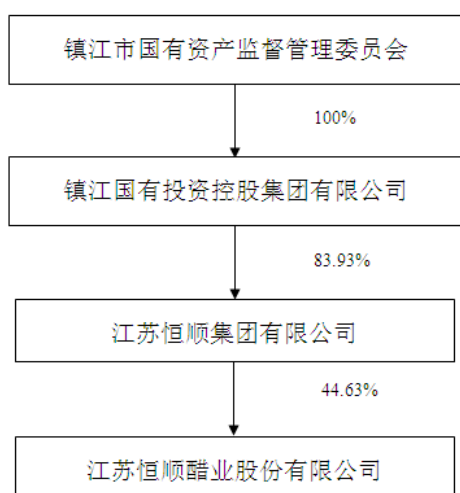 镇江市国有资产监督管理委员会
100%
镇江国有投资控股集团有限公司
83.93%
江苏恒顺集团有限公司
44.63%
江苏恒顺醋业股份有限公司